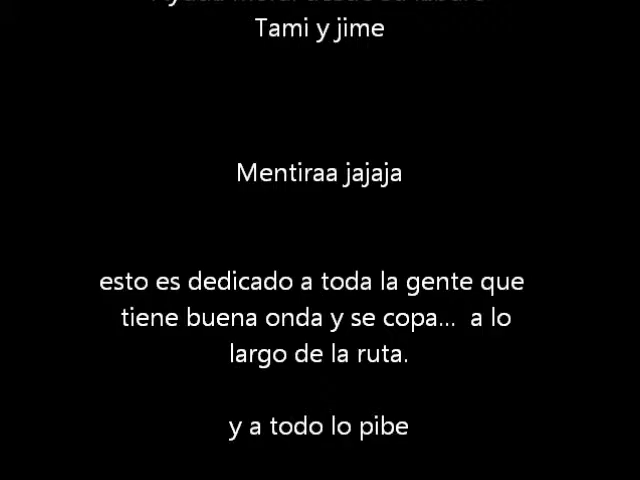 Tami y jime
Mentiraa jajaja
esto es dedicado a toda la gente que
tiene buena onda y se copa... a lo
largo de la ruta.
y a todo lo pibe